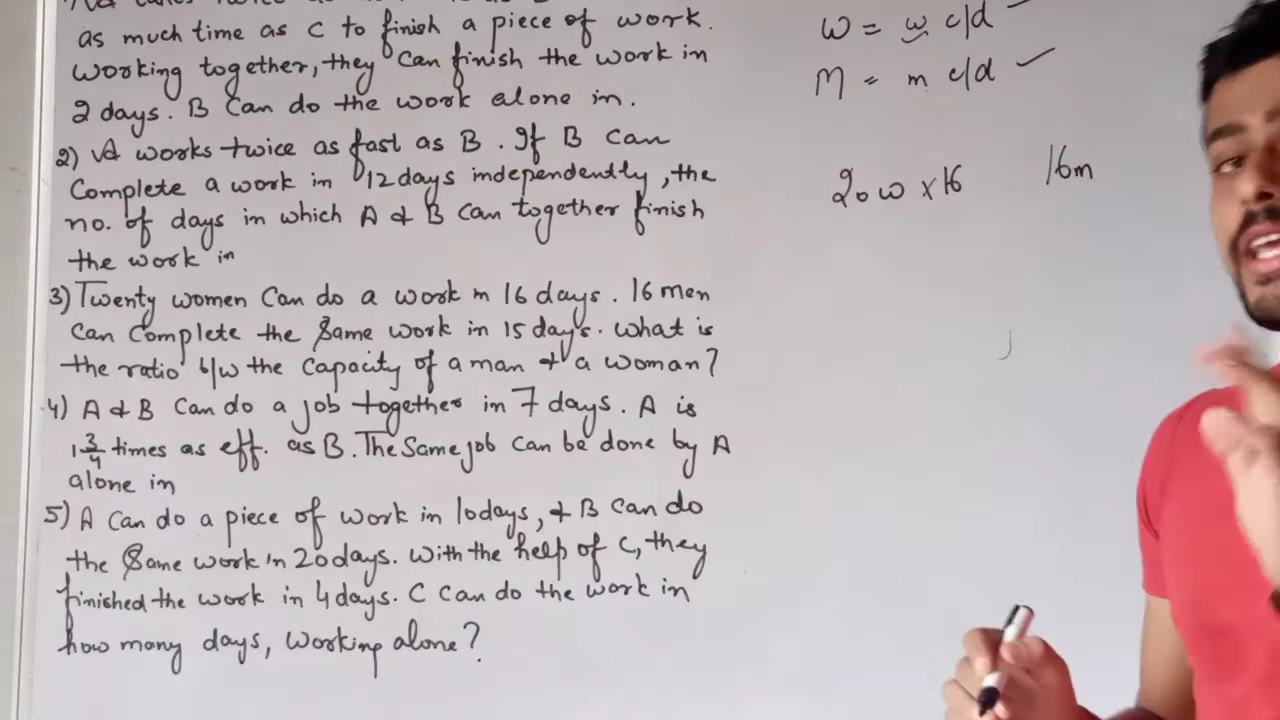 as much time as C to finish a piece of work.
working together, they can finish the work in
2 days. B Can do the work alone in.
2) A works twice as fast as B. If B can
Complete a work in 12 days independently, the
no. of days in which A & B Can together finish
the work in
3) Twenty women Can do a work in 16 days. 16 men
Can Complete the Same work in 15 day's. what is
the ratio b/w the Capacity of a man & a woman?
4) A & B Can do a job together in 7 days. A is
1 3/4 times as eff. as B. The Same job can be done by A
alone in
5) A Can do a piece of work in 10 days, & B Can do
the Same work in 20 days. With the help of C, they
finished the work in 4 days. C Can do the work in
how many days, Working alone?
W = w c/d
M = m c/d
20 w x 16 16m